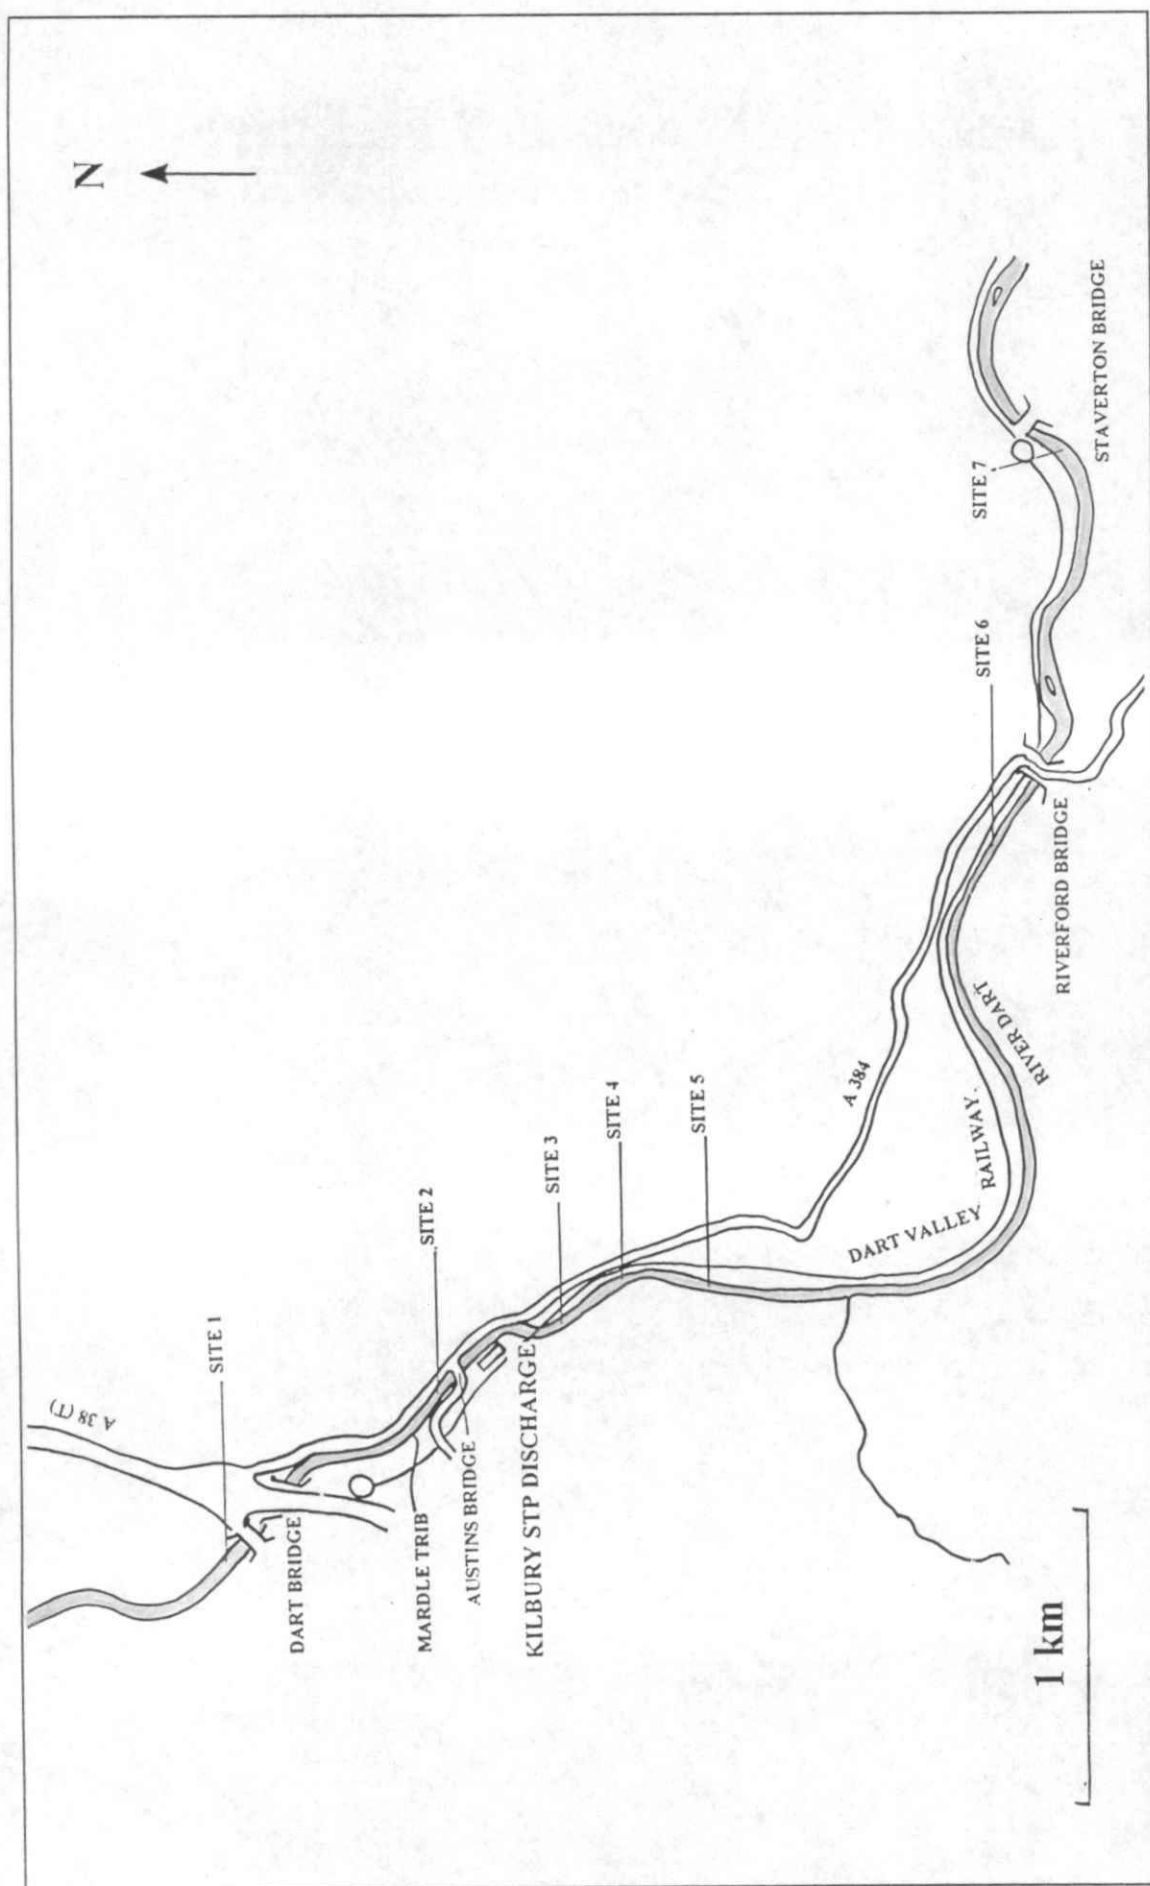 N
A 38 (T)
SITE 1
DART BRIDGE
MARDLE TRIB
SITE 2
AUSTINS BRIDGE
KILBURY STP DISCHARGE
SITE 3
SITE 4
SITE 5
A 384
DART VALLEY
RAILWAY.
RIVER DART
RIVERFORD BRIDGE
SITE 6
SITE 7
STAVERTON BRIDGE
1 km